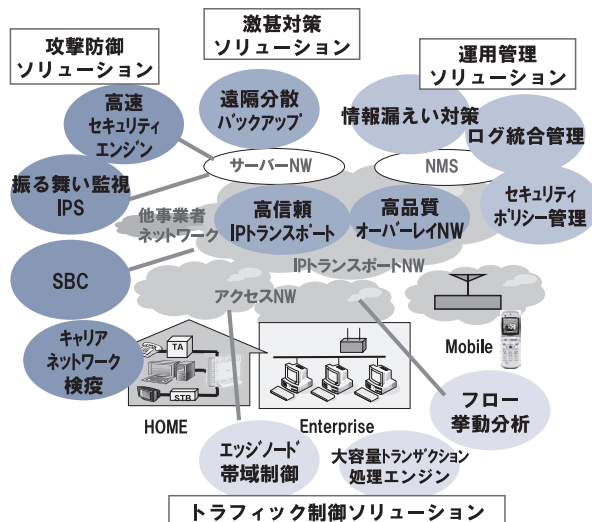 攻撃防御
ソリューション
激甚対策
ソリューション
運用管理
ソリューション
高速
セキュリティ
エンジン
遠隔分散
バックアップ
情報漏えい対策
ログ統合管理
サーバーNW
NMS
振る舞い監視
IPS
他事業者
ネットワーク
高信頼
IPトランスポート
高品質
オーバーレイNW
セキュリティ
ポリシー管理
IPトランスポートNW
SBC
アクセスNW
キャリア
ネットワーク
検疫
TA
STB
HOME
Enterprise
Mobile
フロー
挙動分析
エッジノード
帯域制御
大容量トランザクション
処理エンジン
トラフィック制御ソリューション